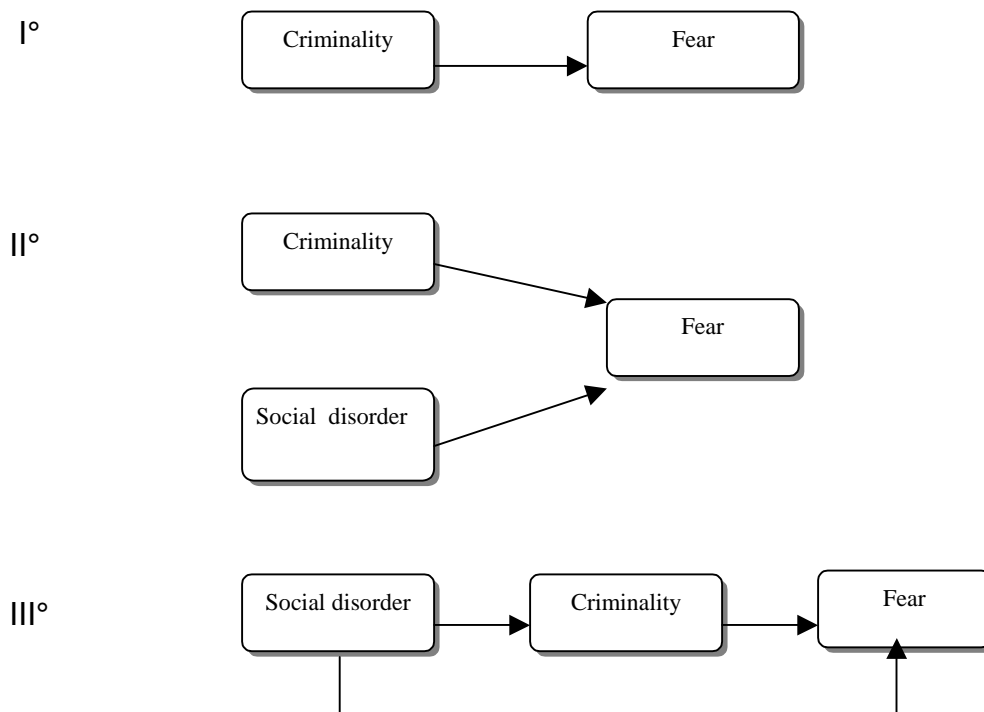 I°
Criminality
Fear
II°
Criminality
Fear
Social disorder
III°
Social disorder
Criminality
Fear